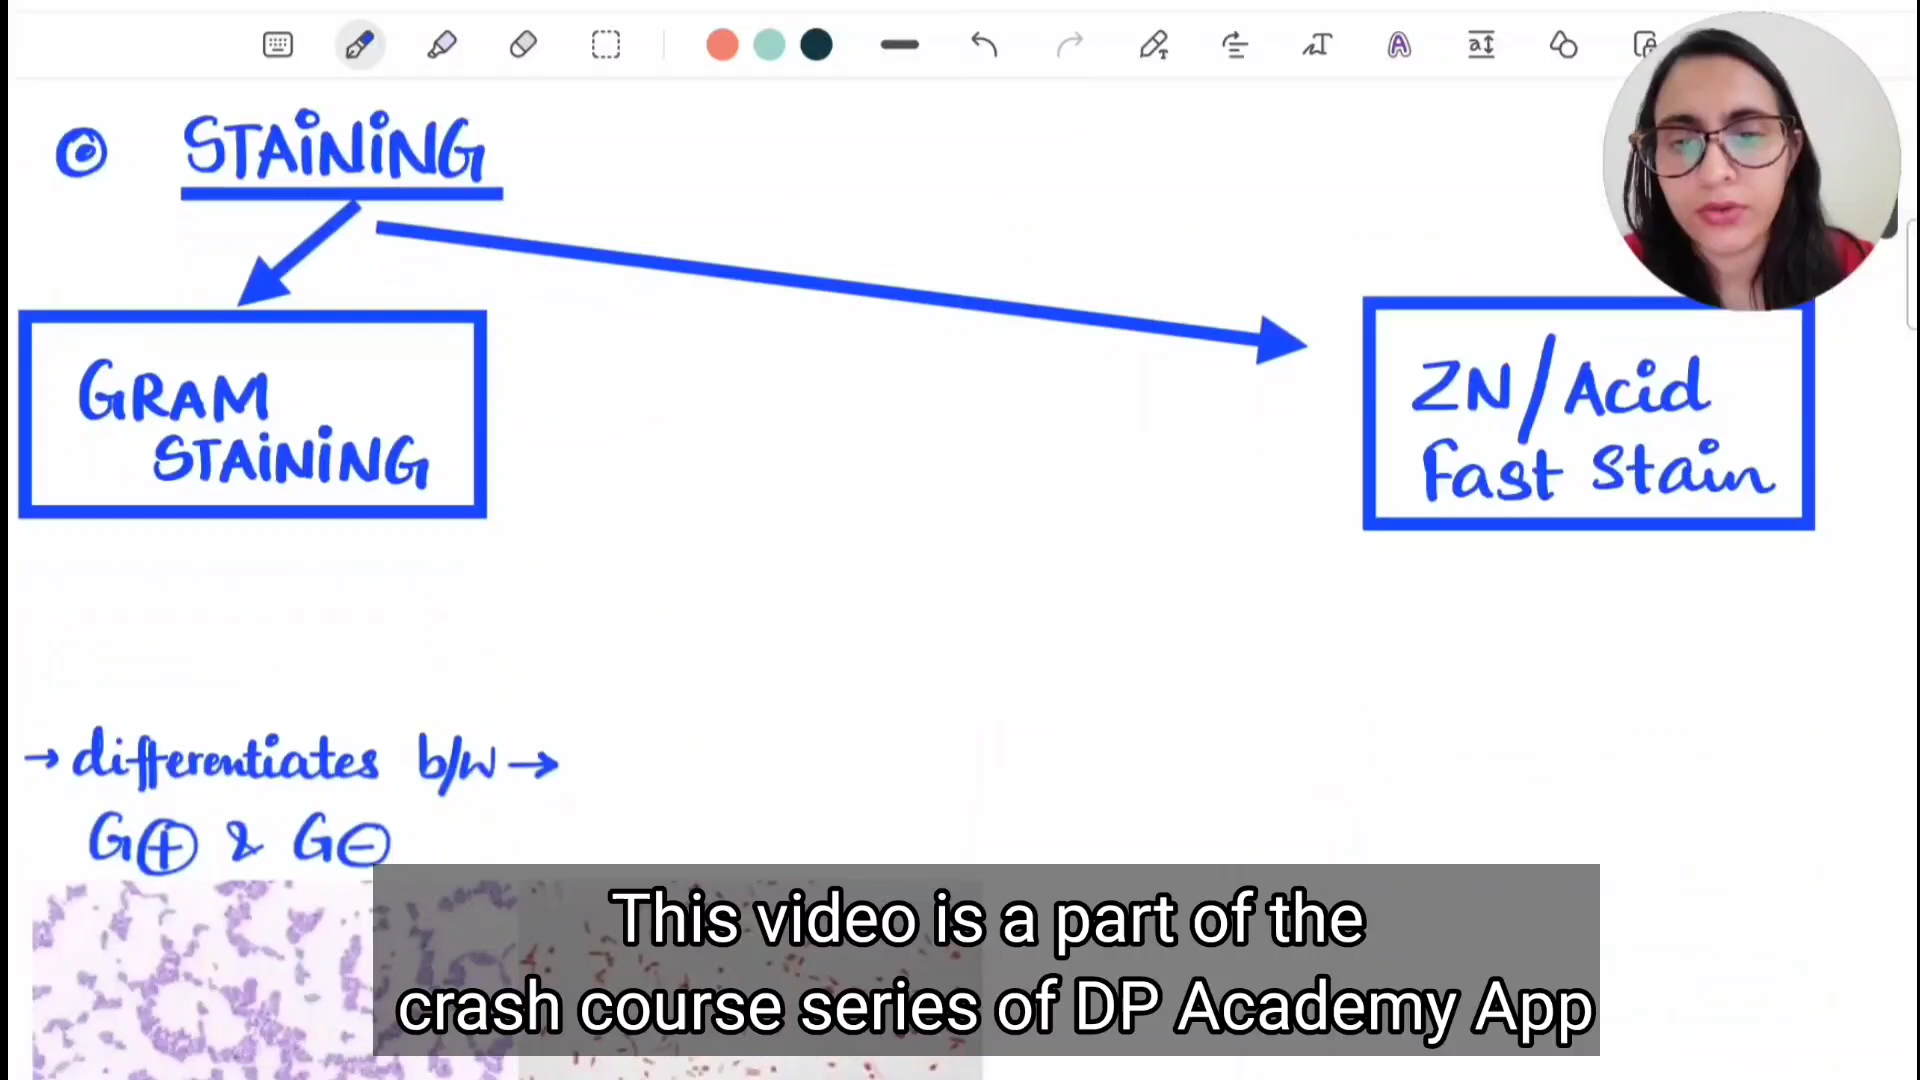 STAINING
GRAM
STAINING
ZN/Acid
Fast Stain
→ differentiates b/w →
G⊕ & G⊖
This video is a part of the
crash course series of DP Academy App